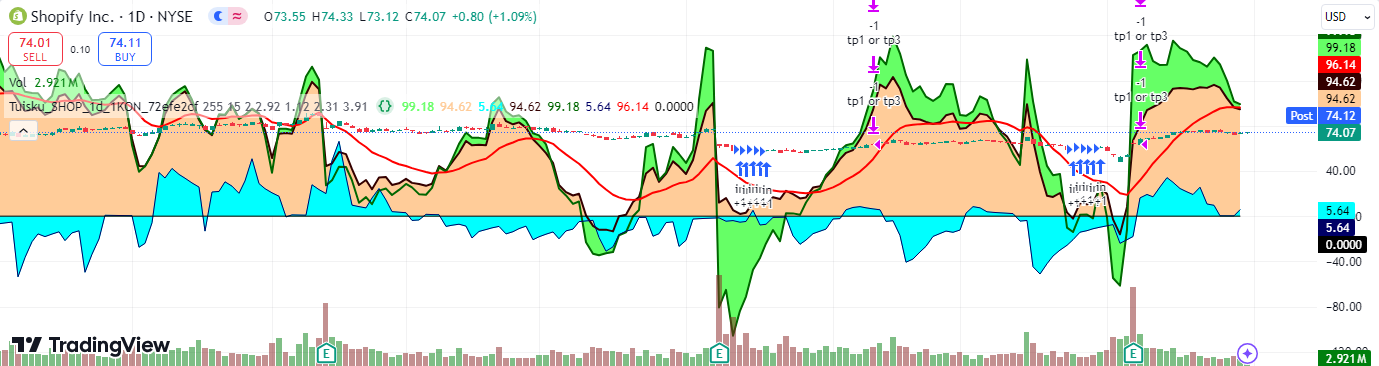 Shopify Inc. · 1D · NYSE O73.55 H74.33 L73.12 C74.07 +0.80 (+1.09%)
USD
74.01
SELL
0.10
74.11
BUY
Vol 2.921M
255 15 2 2.92 1.12 2.31 3.91 99.18 94.62 5.64 94.62 99.18 5.64 96.14 0.0000
-1
tp1 or tp3
-1
tp1 or tp3
-1
tp1 or tp3
-1
tp1 or tp3
99.18
96.14
94.62
94.62
Post 74.12
74.07
40.00
5.64
0
5.64
0.0000
−40.00
−80.00
2.921M
E
E
E
TradingView